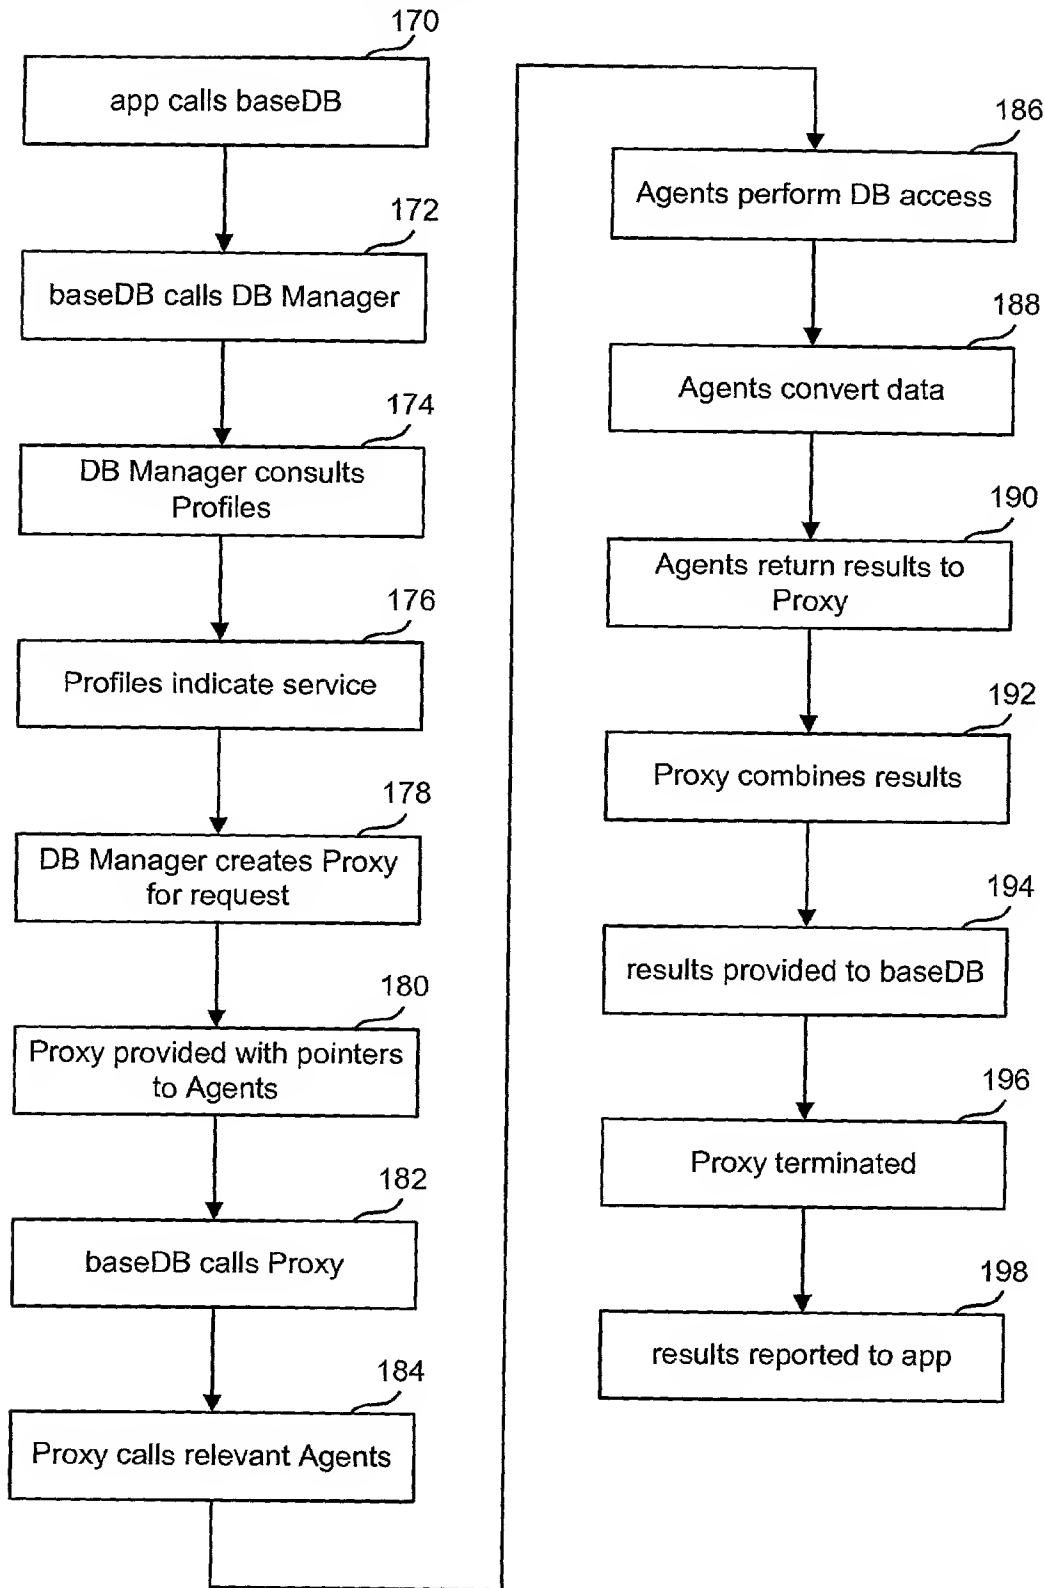 170
app calls baseDB
172
baseDB calls DB Manager
174
DB Manager consults
Profiles
176
Profiles indicate service
178
DB Manager creates Proxy
for request
180
Proxy provided with pointers
to Agents
182
baseDB calls Proxy
184
Proxy calls relevant Agents
186
Agents perform DB access
188
Agents convert data
190
Agents return results to
Proxy
192
Proxy combines results
194
results provided to baseDB
196
Proxy terminated
198
results reported to app